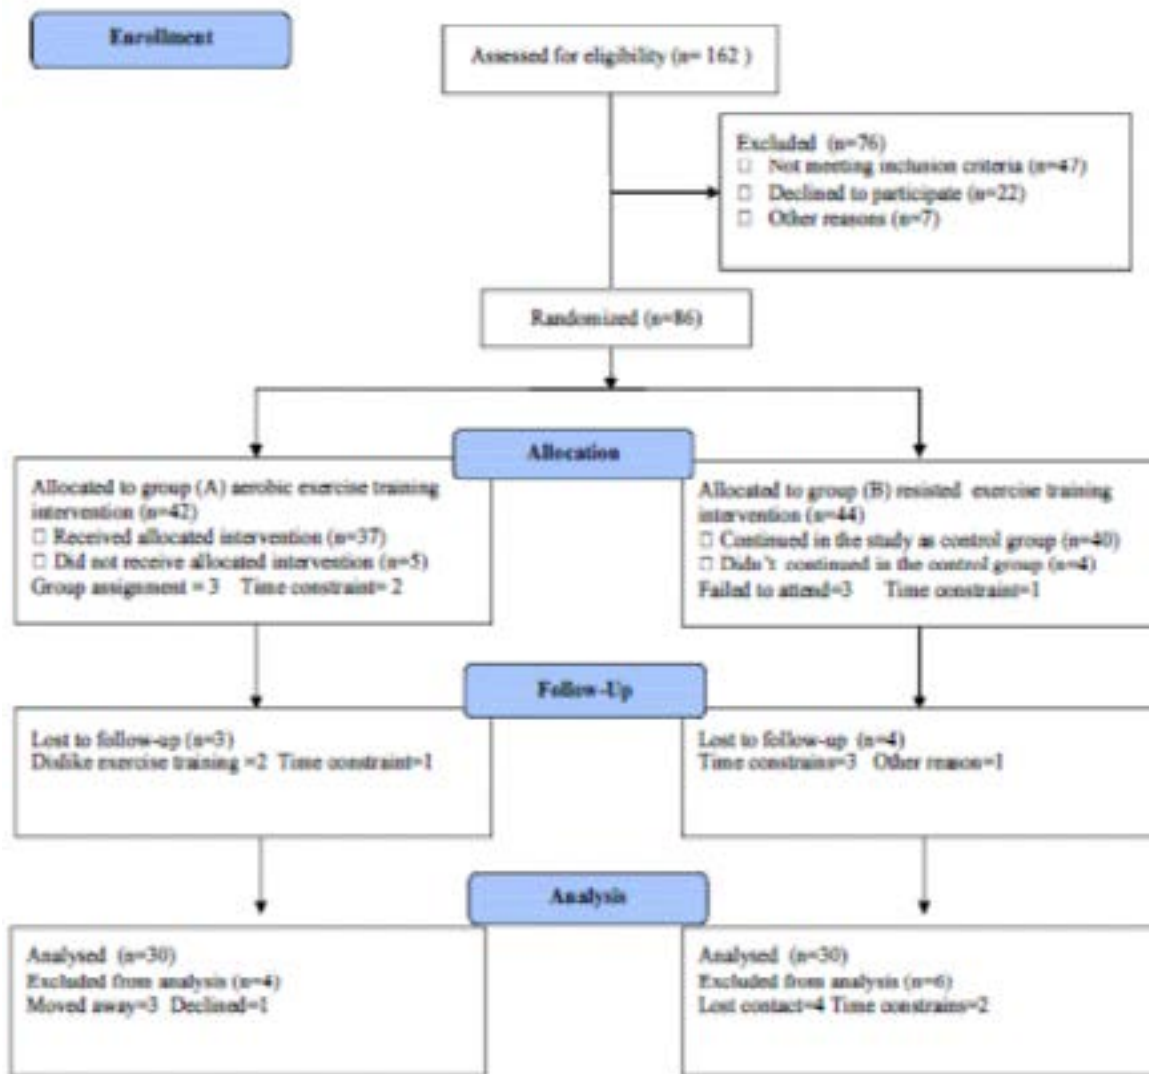 Enrollment
Assessed for eligibility (n= 162 )
Excluded (n=76)
□ Not meeting inclusion criteria (n=47)
□ Declined to participate (n=22)
□ Other reasons (n=7)
Randomized (n=86)
Allocation
Allocated to group (A) aerobic exercise training
intervention (n=42)
□ Received allocated intervention (n=37)
□ Did not receive allocated intervention (n=5)
Group assignment = 3 Time constraint= 2
Allocated to group (B) resisted exercise training
intervention (n=44)
□ Continued in the study as control group (n=40)
□ Didn't continued in the control group (n=4)
Failed to attend=3 Time constraint=1
Follow-Up
Lost to follow-up (n=3)
Dislike exercise training =2 Time constraint=1
Lost to follow-up (n=4)
Time constrains=3 Other reason=1
Analysis
Analysed (n=30)
Excluded from analysis (n=4)
Moved away=3 Declined=1
Analysed (n=30)
Excluded from analysis (n=6)
Lost contact=4 Time constrains=2